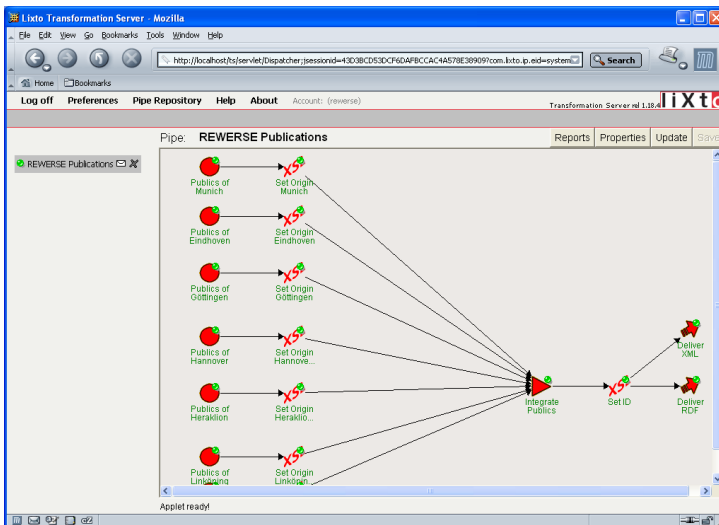 Lixto Transformation Server - Mozilla
File Edit View Go Bookmarks Tools Window Help
http://localhost/ts/servlet/Dispatcher;jsessionid=43D3BCD53DCF6DAFBCCAC4A578E38909?com.lixto.ip.eid=system
Search
Home Bookmarks
Log off Preferences Pipe Repository Help About Account: (rewerse)
Transformation Server rel 1.18.4
liXto
Pipe: REWERSE Publications
Reports Properties Update Save
REWERSE Publications
Publics of
Munich
Set Origin
Munich
Publics of
Eindhoven
Set Origin
Eindhoven
Publics of
Göttingen
Set Origin
Göttingen
Publics of
Hannover
Set Origin
Hannove...
Publics of
Heraklion
Set Origin
Heraklio...
Publics of
Linköping
Set Origin
Linköpin...
Integrate
Publics
Set ID
Deliver
XML
Deliver
RDF
Applet ready!